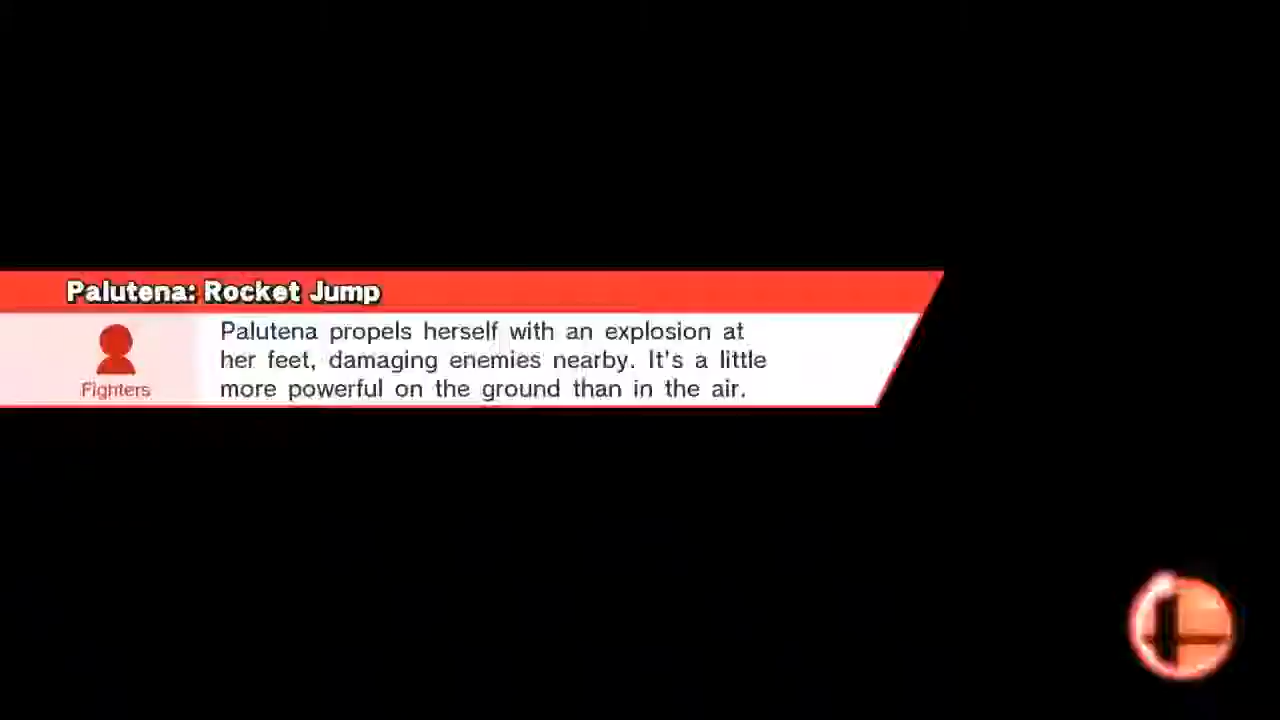 Palutena: Rocket Jump
Fighters
Palutena propels herself with an explosion at
her feet, damaging enemies nearby. It's a little
more powerful on the ground than in the air.